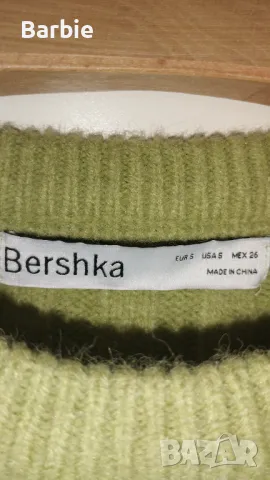 Barbie
Bershka
EUR S USA S MEX 26
MADE IN CHINA
bazar